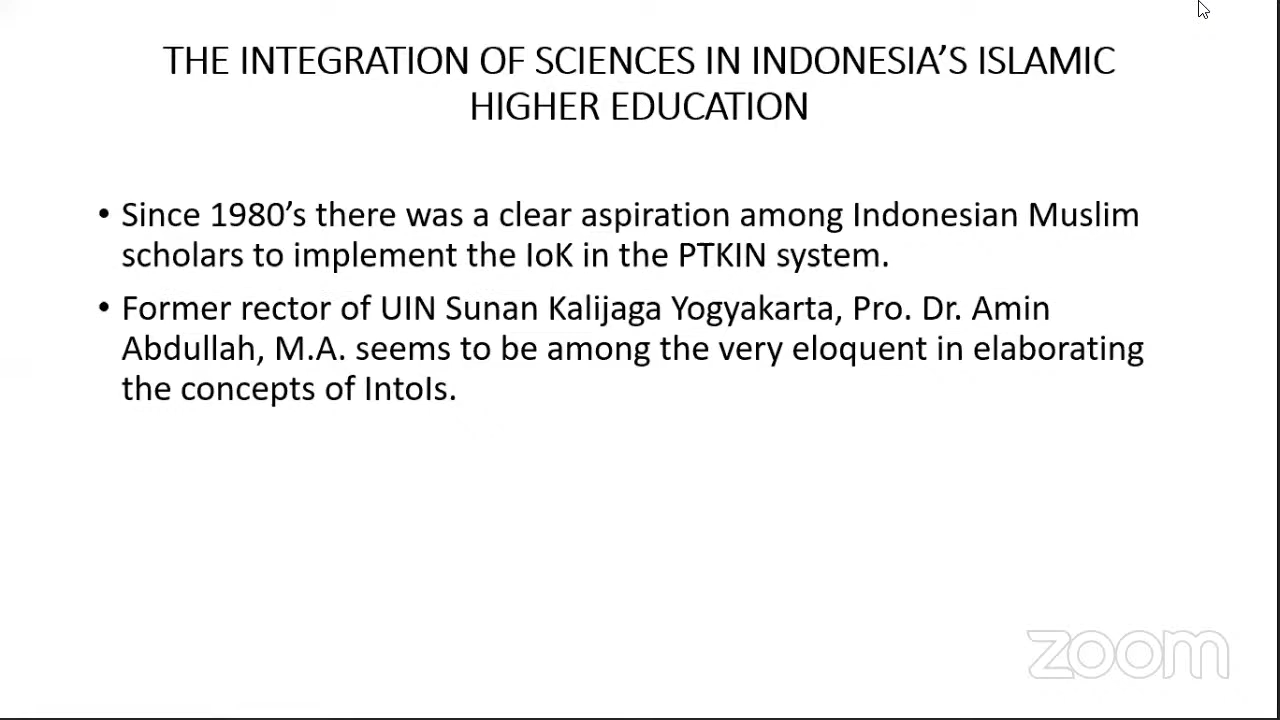 THE INTEGRATION OF SCIENCES IN INDONESIA’S ISLAMIC
HIGHER EDUCATION
• Since 1980’s there was a clear aspiration among Indonesian Muslim
scholars to implement the IoK in the PTKIN system.
• Former rector of UIN Sunan Kalijaga Yogyakarta, Pro. Dr. Amin
Abdullah, M.A. seems to be among the very eloquent in elaborating
the concepts of IntoIs.
zoom